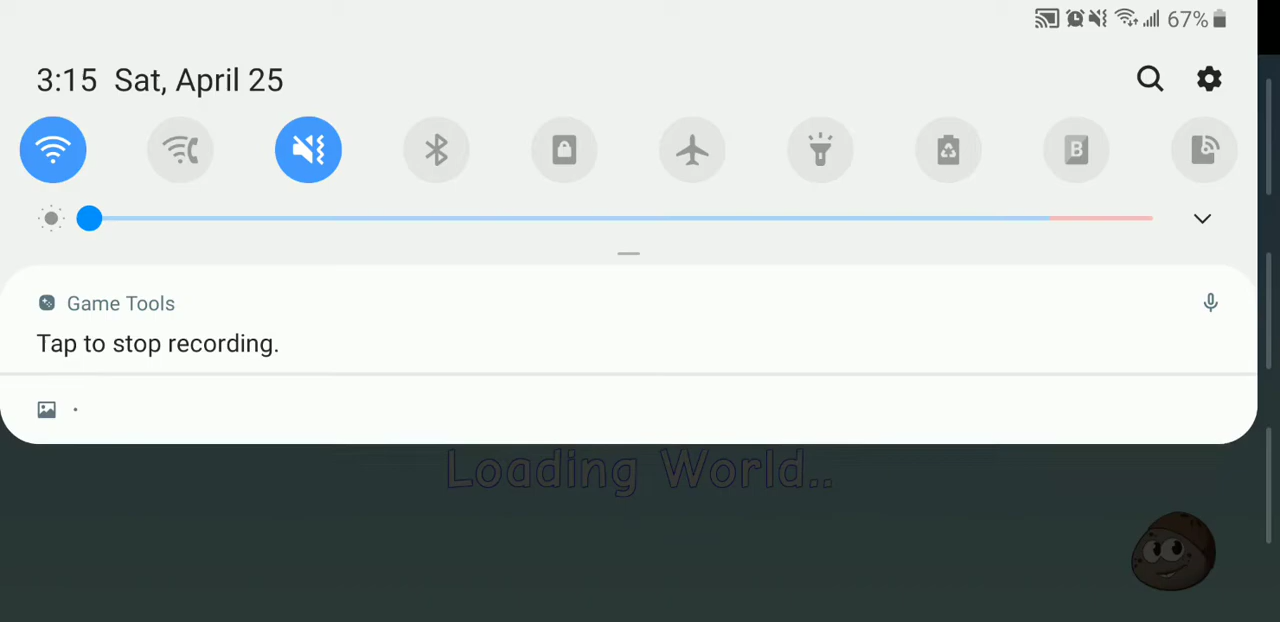 67%
3:15 Sat, April 25
B
Game Tools
Tap to stop recording.
Loading World..